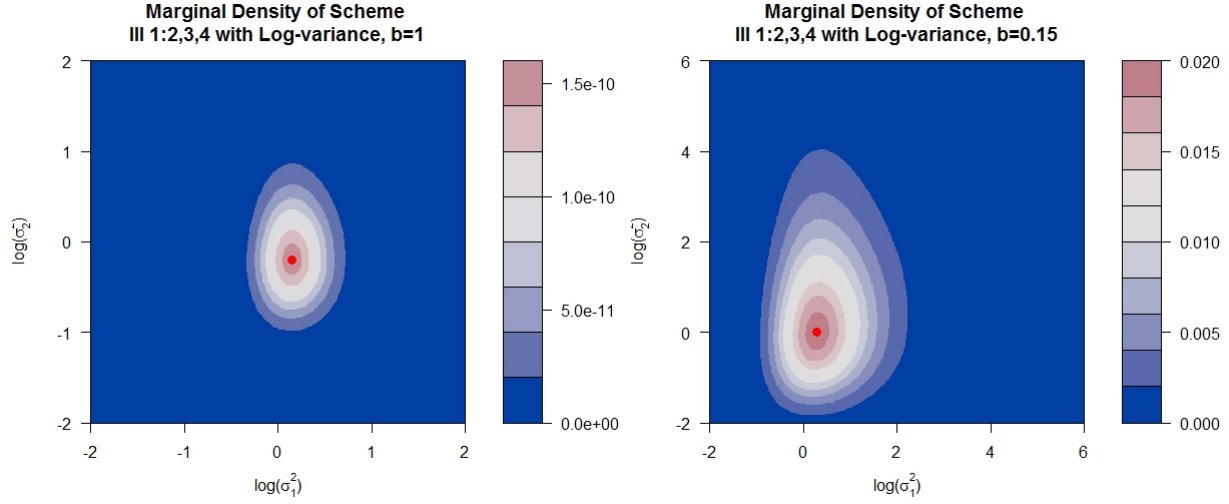 Marginal Density of Scheme
III 1:2,3,4 with Log-variance, b=1
2
1
0
-1
-2
log(σ₂²)
-2
-1
0
1
2
log(σ₁²)
1.5e-10
1.0e-10
5.0e-11
0.0e+00
Marginal Density of Scheme
III 1:2,3,4 with Log-variance, b=0.15
6
4
2
0
-2
log(σ₂²)
-2
0
2
4
6
log(σ₁²)
0.020
0.015
0.010
0.005
0.000